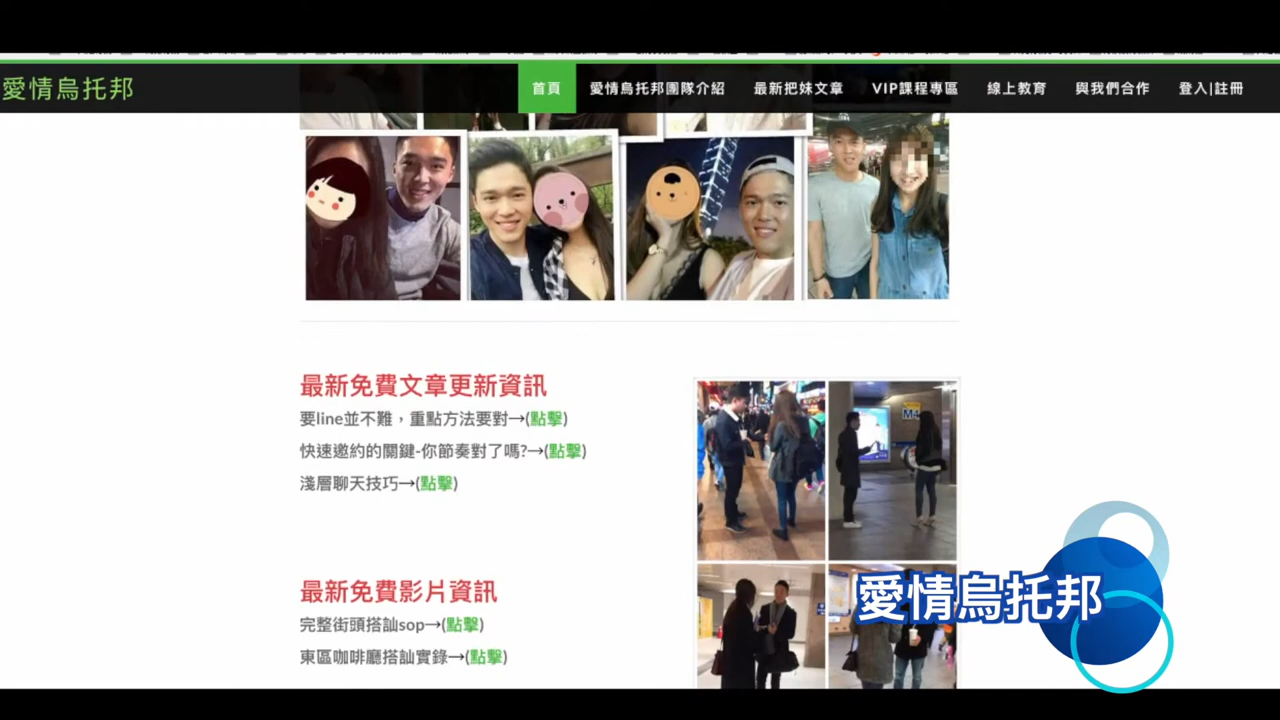 愛情烏托邦
首頁
愛情烏托邦團隊介紹
最新把妹文章
VIP課程專區
線上教育
與我們合作
登入|註冊
最新免費文章更新資訊
要line並不難，重點方法要對→(點擊)
快速邀約的關鍵-你節奏對了嗎?→(點擊)
淺層聊天技巧→(點擊)
M4
最新免費影片資訊
完整街頭搭訕sop→(點擊)
東區咖啡廳搭訕實錄→(點擊)
愛情烏托邦